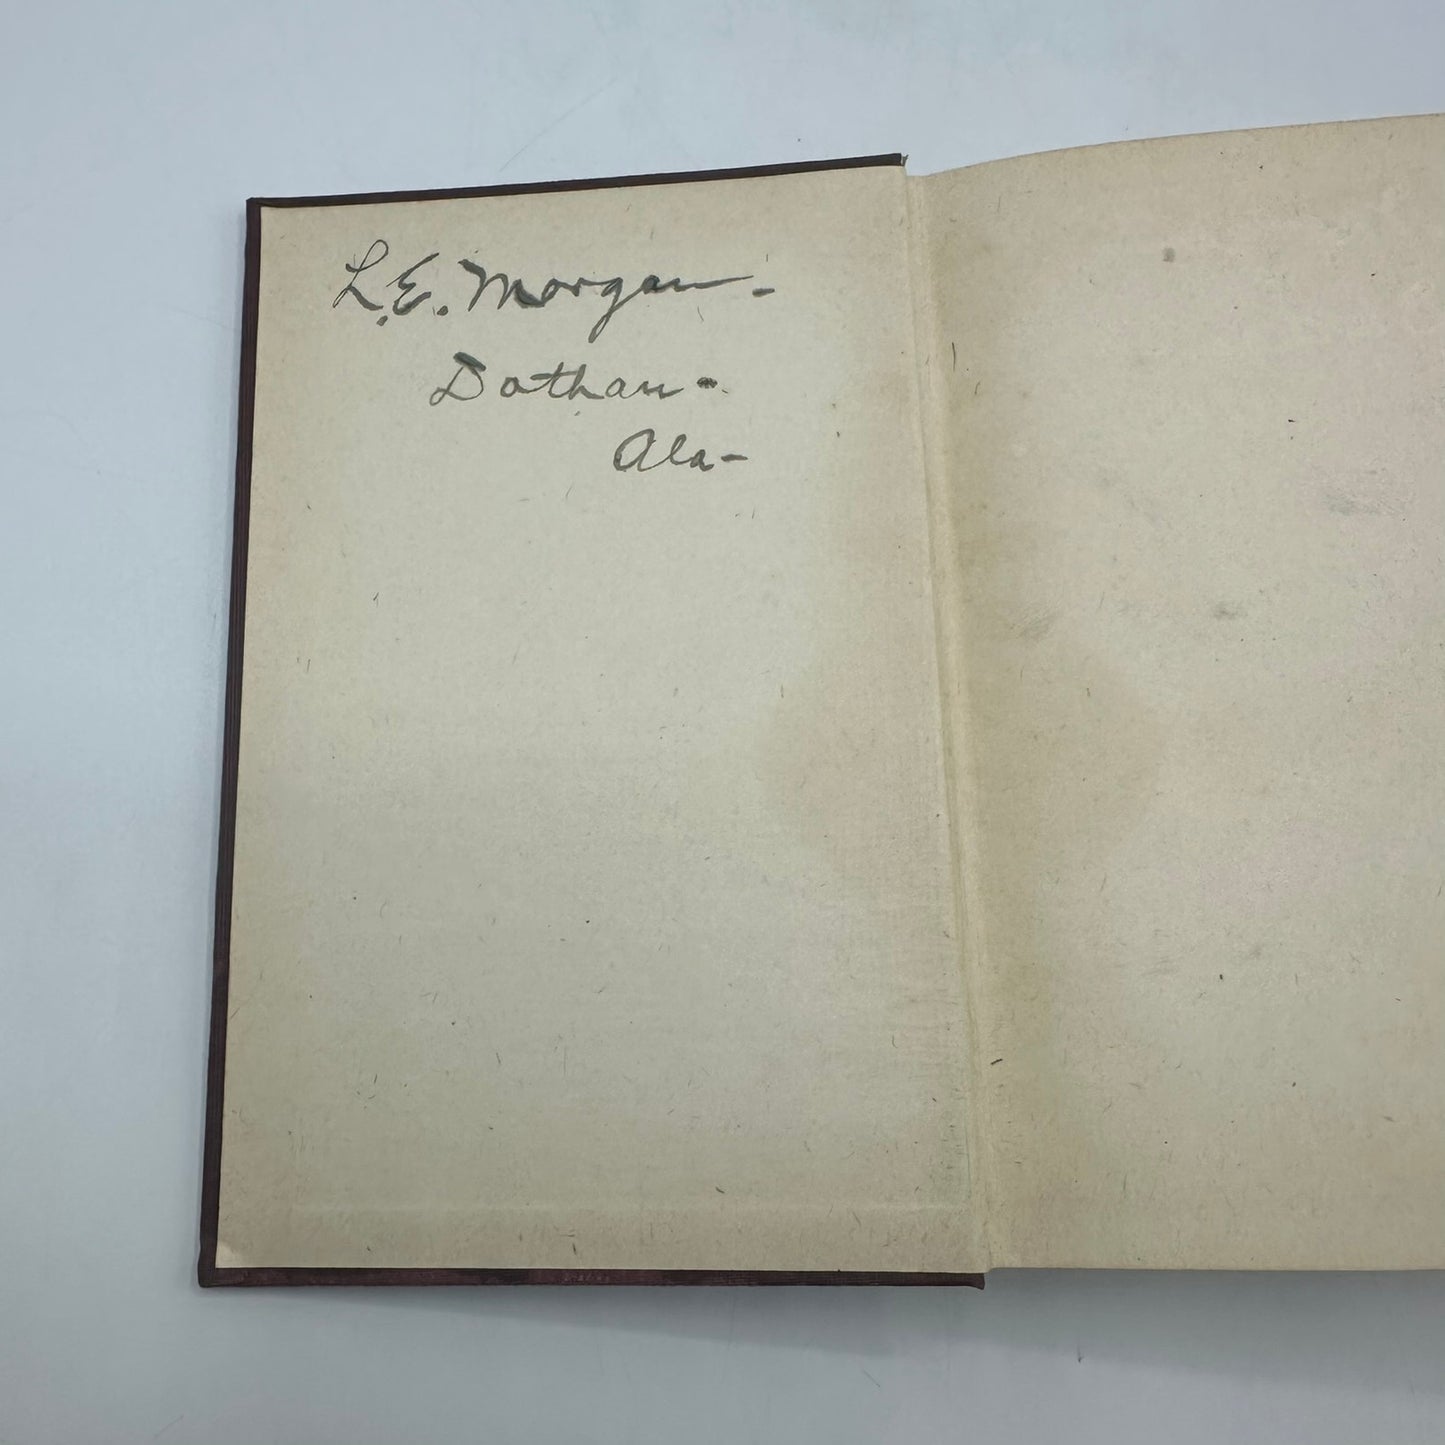 L.E. Morgan -
Dothan -
Ala -